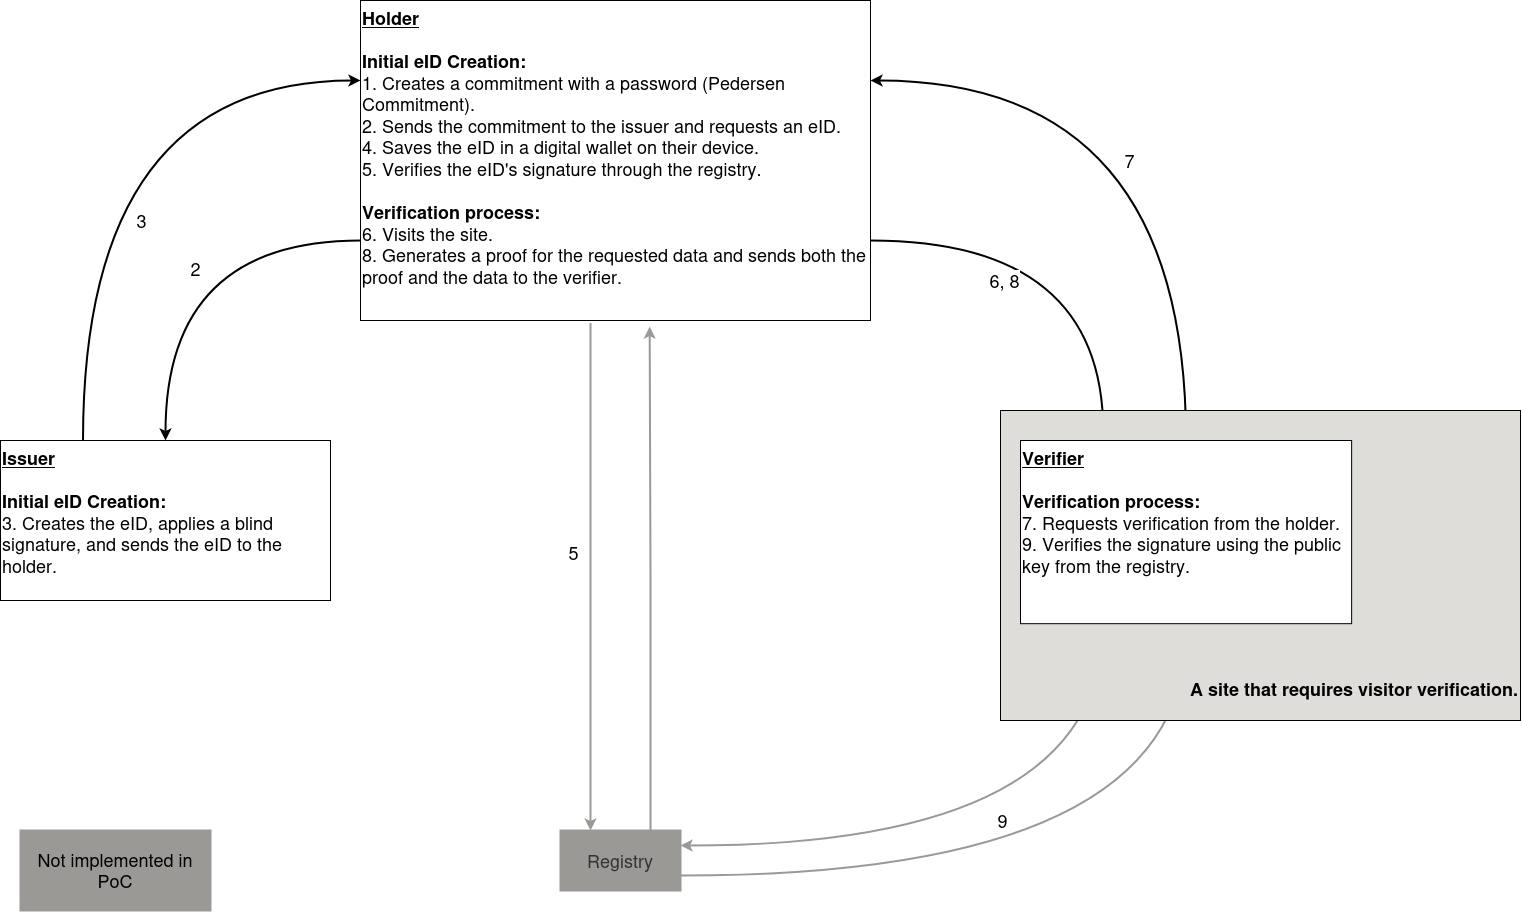 Holder
Initial eID Creation:
1. Creates a commitment with a password (Pedersen
Commitment).
2. Sends the commitment to the issuer and requests an eID.
4. Saves the eID in a digital wallet on their device.
5. Verifies the eID's signature through the registry.
Verification process:
6. Visits the site.
8. Generates a proof for the requested data and sends both the
proof and the data to the verifier.
7
3
2
6, 8
Issuer
Initial eID Creation:
3. Creates the eID, applies a blind
signature, and sends the eID to the
holder.
Verifier
Verification process:
7. Requests verification from the holder.
9. Verifies the signature using the public
key from the registry.
5
A site that requires visitor verification.
9
Not implemented in
PoC
Registry